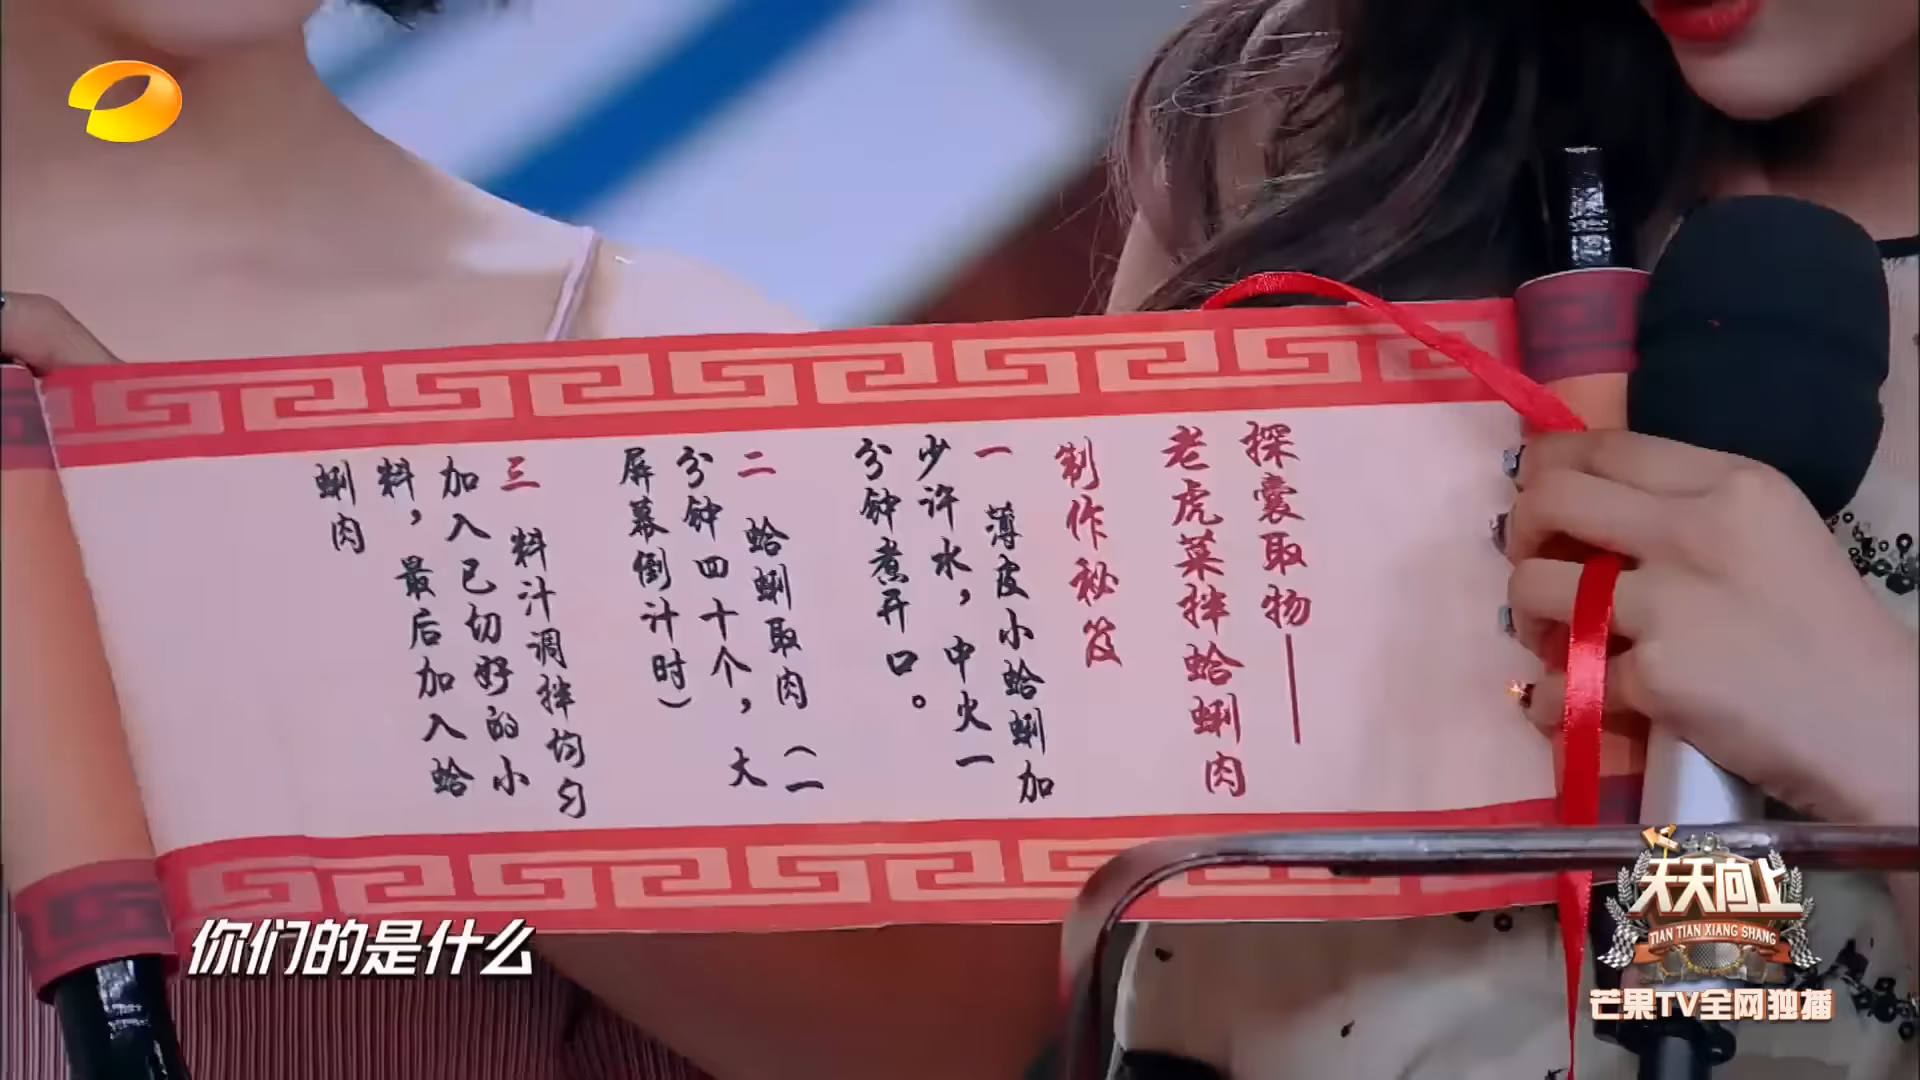 探囊取物——
老虎菜拌蛤蜊肉
制作秘笈
一 薄皮小蛤蜊加
少许水，中火一
分钟煮开口。
二 蛤蜊取肉（一
分钟四十个，大
屏幕倒计时）
三 料汁调拌均匀
加入已切好的小
料，最后加入蛤
蜊肉
你们的是什么
天天向上
TIAN TIAN XIANG SHANG
芒果TV全网独播